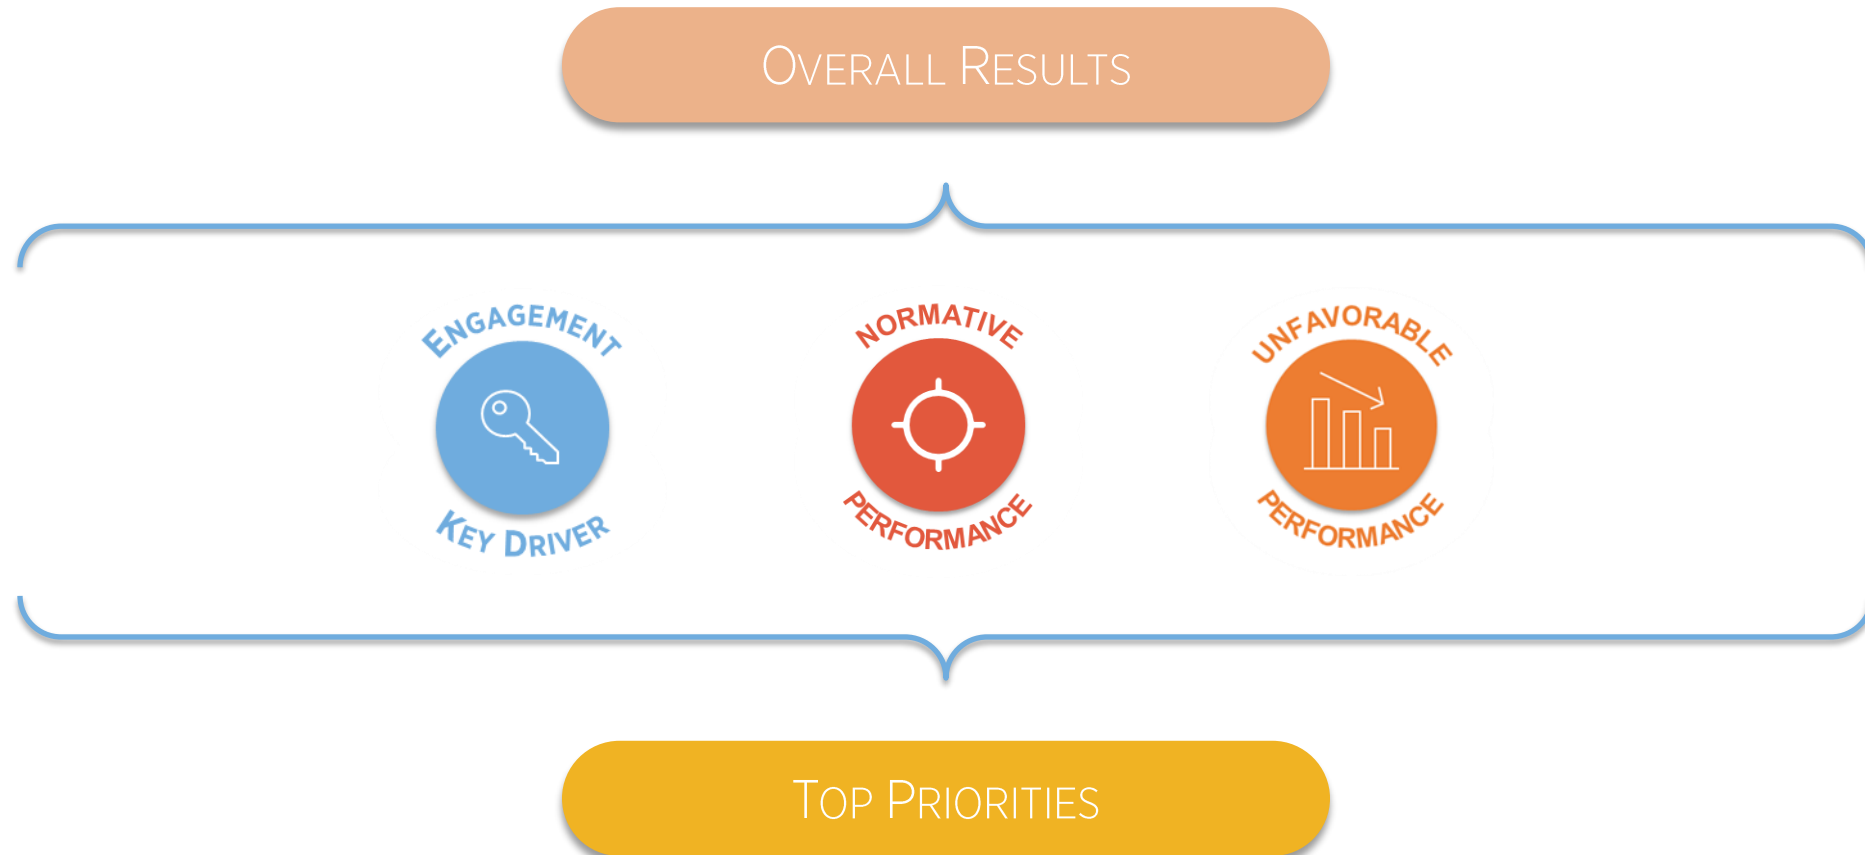 Overall Results
Engagement
Key Driver
NORMATIVE
PERFORMANCE
UNFAVORABLE
PERFORMANCE
Top Priorities